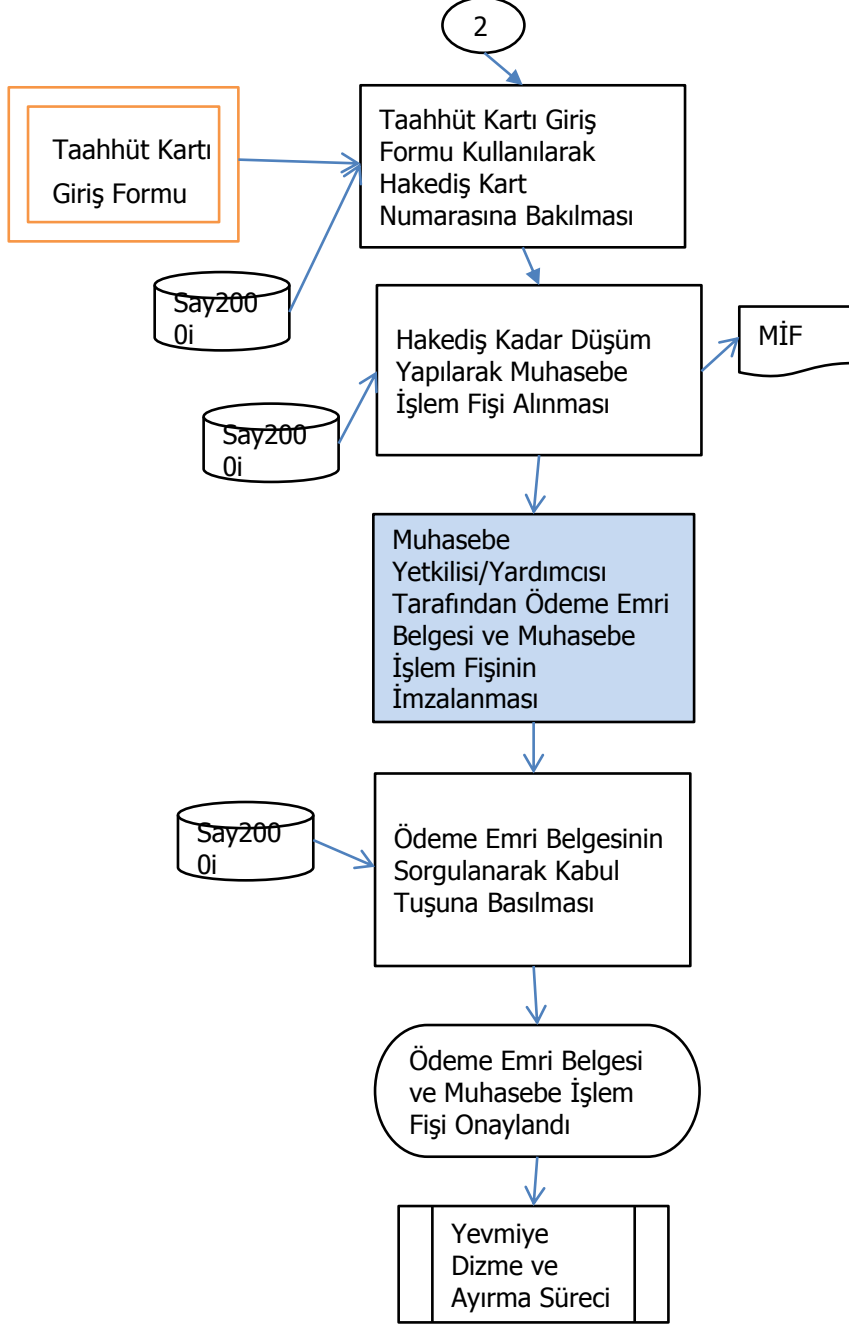 2
Taahhüt Kartı
Giriş Formu
Taahhüt Kartı Giriş
Formu Kullanılarak
Hakediş Kart
Numarasına Bakılması
Say200
0i
Hakediş Kadar Düşüm
Yapılarak Muhasebe
İşlem Fişi Alınması
MİF
Say200
0i
Muhasebe
Yetkilisi/Yardımcısı
Tarafından Ödeme Emri
Belgesi ve Muhasebe
İşlem Fişinin
İmzalanması
Say200
0i
Ödeme Emri Belgesinin
Sorgulanarak Kabul
Tuşuna Basılması
Ödeme Emri Belgesi
ve Muhasebe İşlem
Fişi Onaylandı
Yevmiye
Dizme ve
Ayırma Süreci